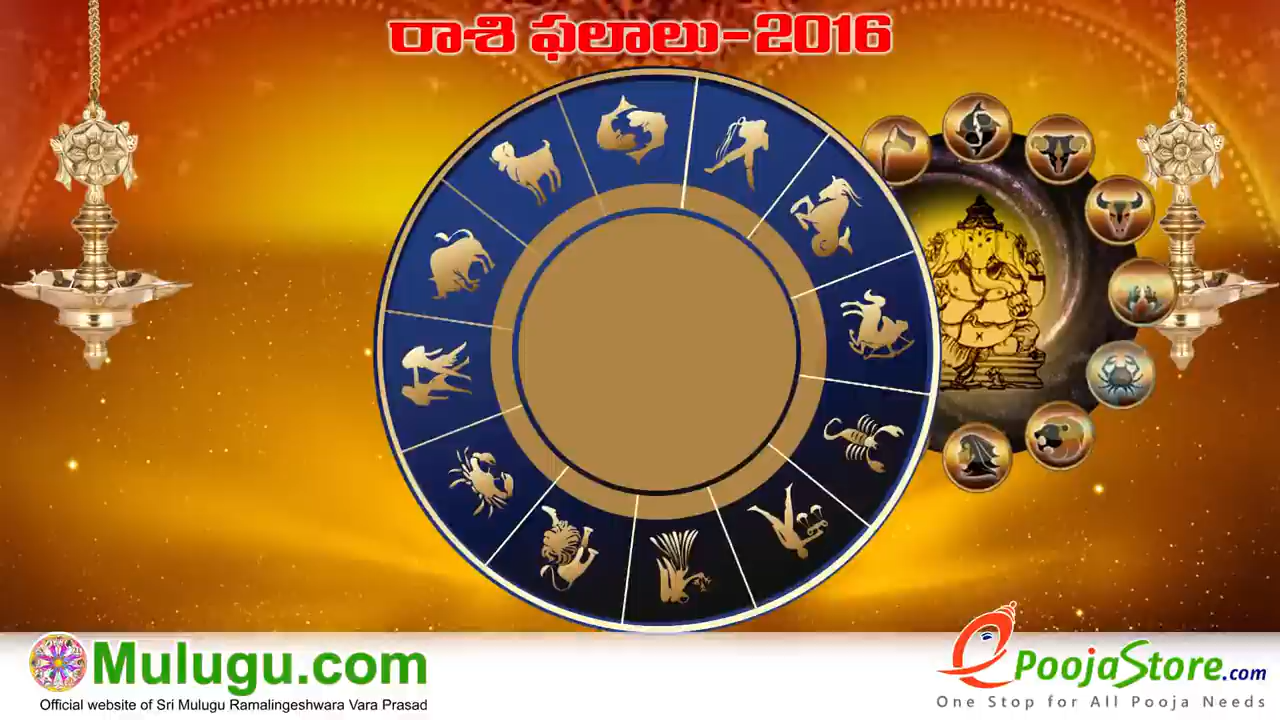 రాశి ఫలాలు-2016
Mulugu.com
Official website of Sri Mulugu Ramalingeshwara Vara Prasad
ePoojaStore.com
One Stop for All Pooja Needs